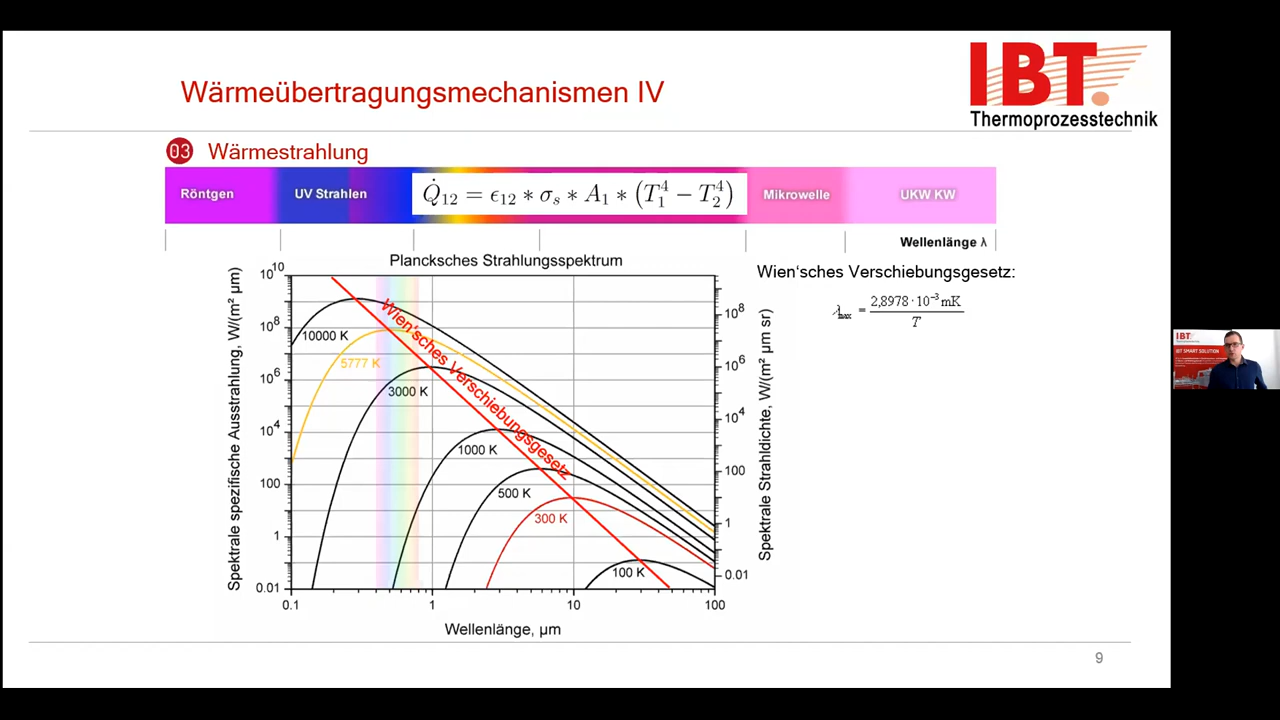 Wärmeübertragungsmechanismen IV
IBT.
Thermoprozesstechnik
03 Wärmestrahlung
Röntgen
UV Strahlen
Q̇₁₂ = ϵ₁₂ * σₛ * A₁ * (T₁⁴ − T₂⁴)
Mikrowelle
UKW KW
Wellenlänge λ
Plancksches Strahlungsspektrum
Wien'sches Verschiebungsgesetz:
λmax = 2,8978 · 10⁻³ mK / T
Spektrale spezifische Ausstrahlung, W/(m² µm)
10¹⁰
10⁸
10⁶
10⁴
100
1
0.01
10000 K
5777 K
3000 K
1000 K
500 K
300 K
100 K
Wien'sches Verschiebungsgesetz
10⁸
10⁶
10⁴
100
1
0.01
Spektrale Strahldichte, W/(m² µm sr)
0.1 1 10 100
Wellenlänge, µm
9
IBT
IBT SMART SOLUTION